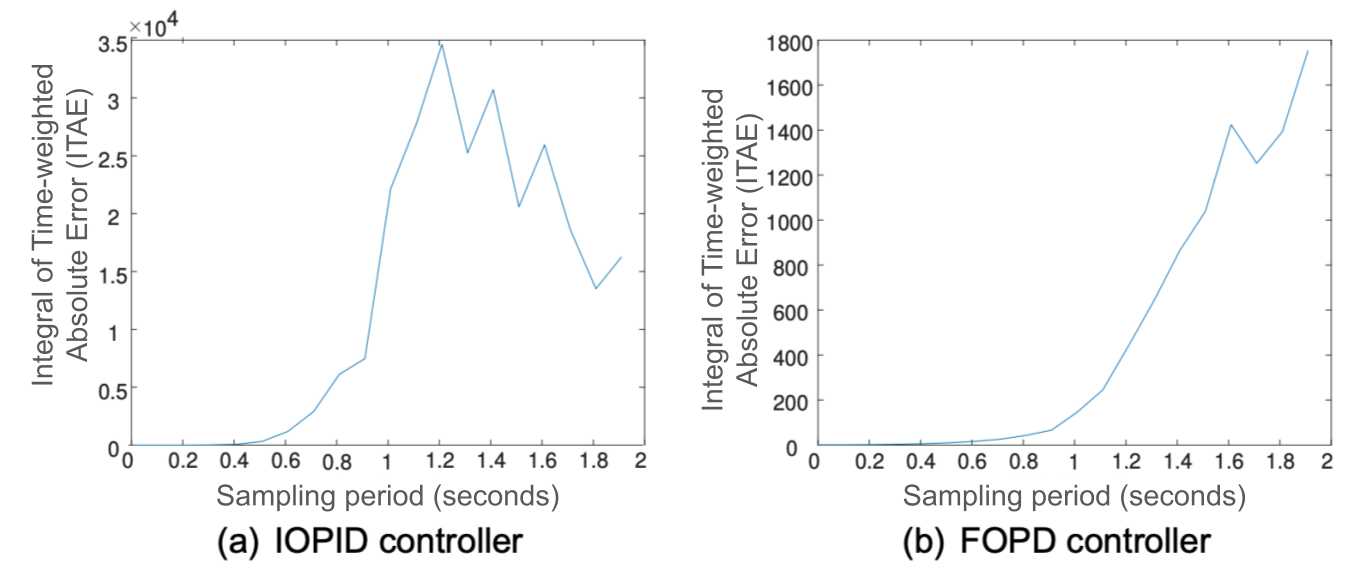 ×10⁴
3.5
3
2.5
2
1.5
1
0.5
0
0 0.2 0.4 0.6 0.8 1 1.2 1.4 1.6 1.8 2
Integral of Time-weighted
Absolute Error (ITAE)
Sampling period (seconds)
(a) IOPID controller
1800
1600
1400
1200
1000
800
600
400
200
0
0 0.2 0.4 0.6 0.8 1 1.2 1.4 1.6 1.8 2
Integral of Time-weighted
Absolute Error (ITAE)
Sampling period (seconds)
(b) FOPD controller